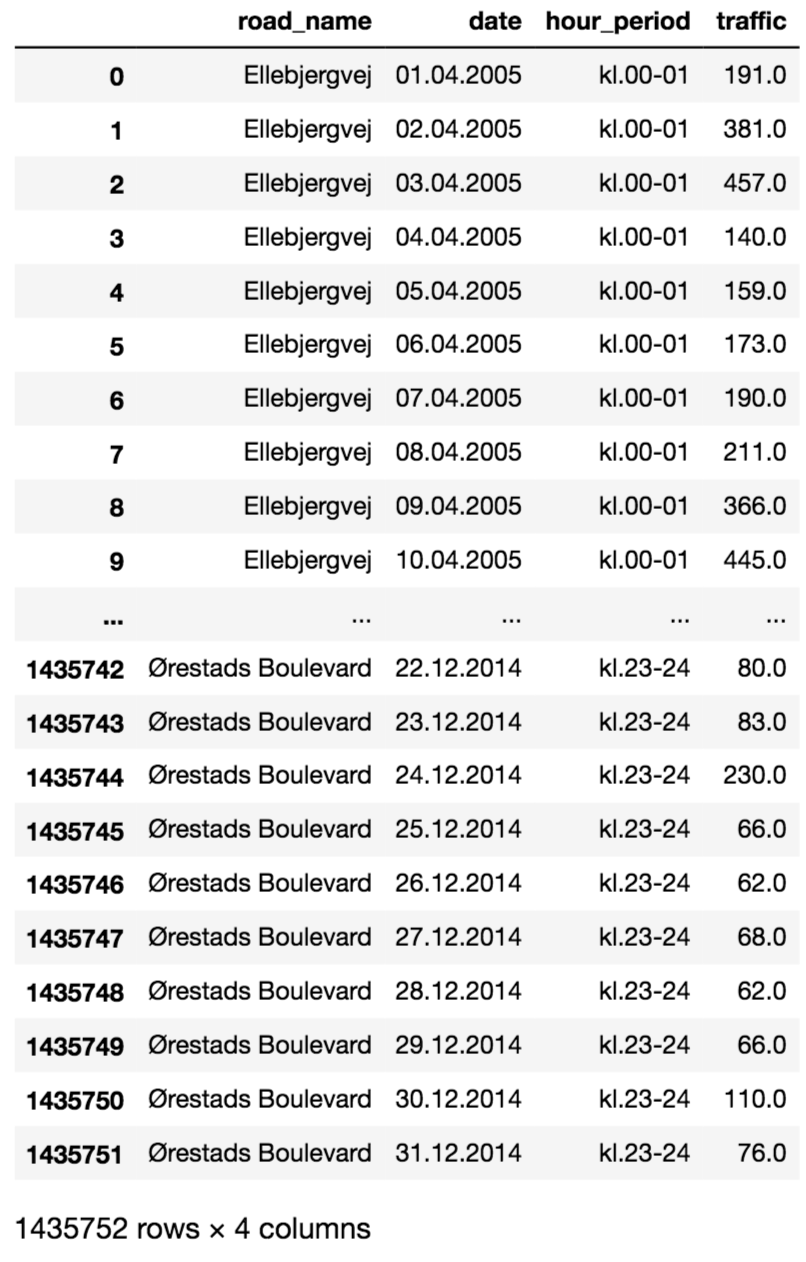 road_name date hour_period traffic
0 Ellebjergvej 01.04.2005 kl.00-01 191.0
1 Ellebjergvej 02.04.2005 kl.00-01 381.0
2 Ellebjergvej 03.04.2005 kl.00-01 457.0
3 Ellebjergvej 04.04.2005 kl.00-01 140.0
4 Ellebjergvej 05.04.2005 kl.00-01 159.0
5 Ellebjergvej 06.04.2005 kl.00-01 173.0
6 Ellebjergvej 07.04.2005 kl.00-01 190.0
7 Ellebjergvej 08.04.2005 kl.00-01 211.0
8 Ellebjergvej 09.04.2005 kl.00-01 366.0
9 Ellebjergvej 10.04.2005 kl.00-01 445.0
... ... ... ... ...
1435742 Ørestads Boulevard 22.12.2014 kl.23-24 80.0
1435743 Ørestads Boulevard 23.12.2014 kl.23-24 83.0
1435744 Ørestads Boulevard 24.12.2014 kl.23-24 230.0
1435745 Ørestads Boulevard 25.12.2014 kl.23-24 66.0
1435746 Ørestads Boulevard 26.12.2014 kl.23-24 62.0
1435747 Ørestads Boulevard 27.12.2014 kl.23-24 68.0
1435748 Ørestads Boulevard 28.12.2014 kl.23-24 62.0
1435749 Ørestads Boulevard 29.12.2014 kl.23-24 66.0
1435750 Ørestads Boulevard 30.12.2014 kl.23-24 110.0
1435751 Ørestads Boulevard 31.12.2014 kl.23-24 76.0
1435752 rows × 4 columns